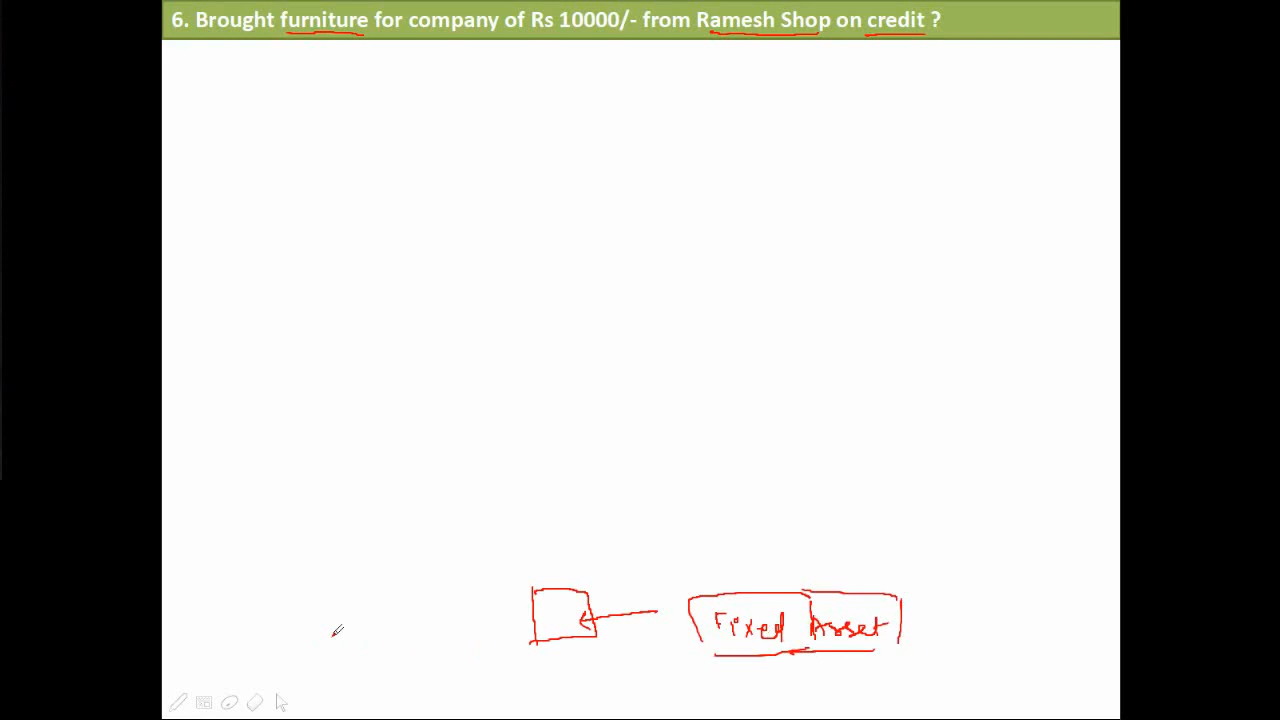 6. Brought furniture for company of Rs 10000/- from Ramesh Shop on credit ?
Fixed Asset